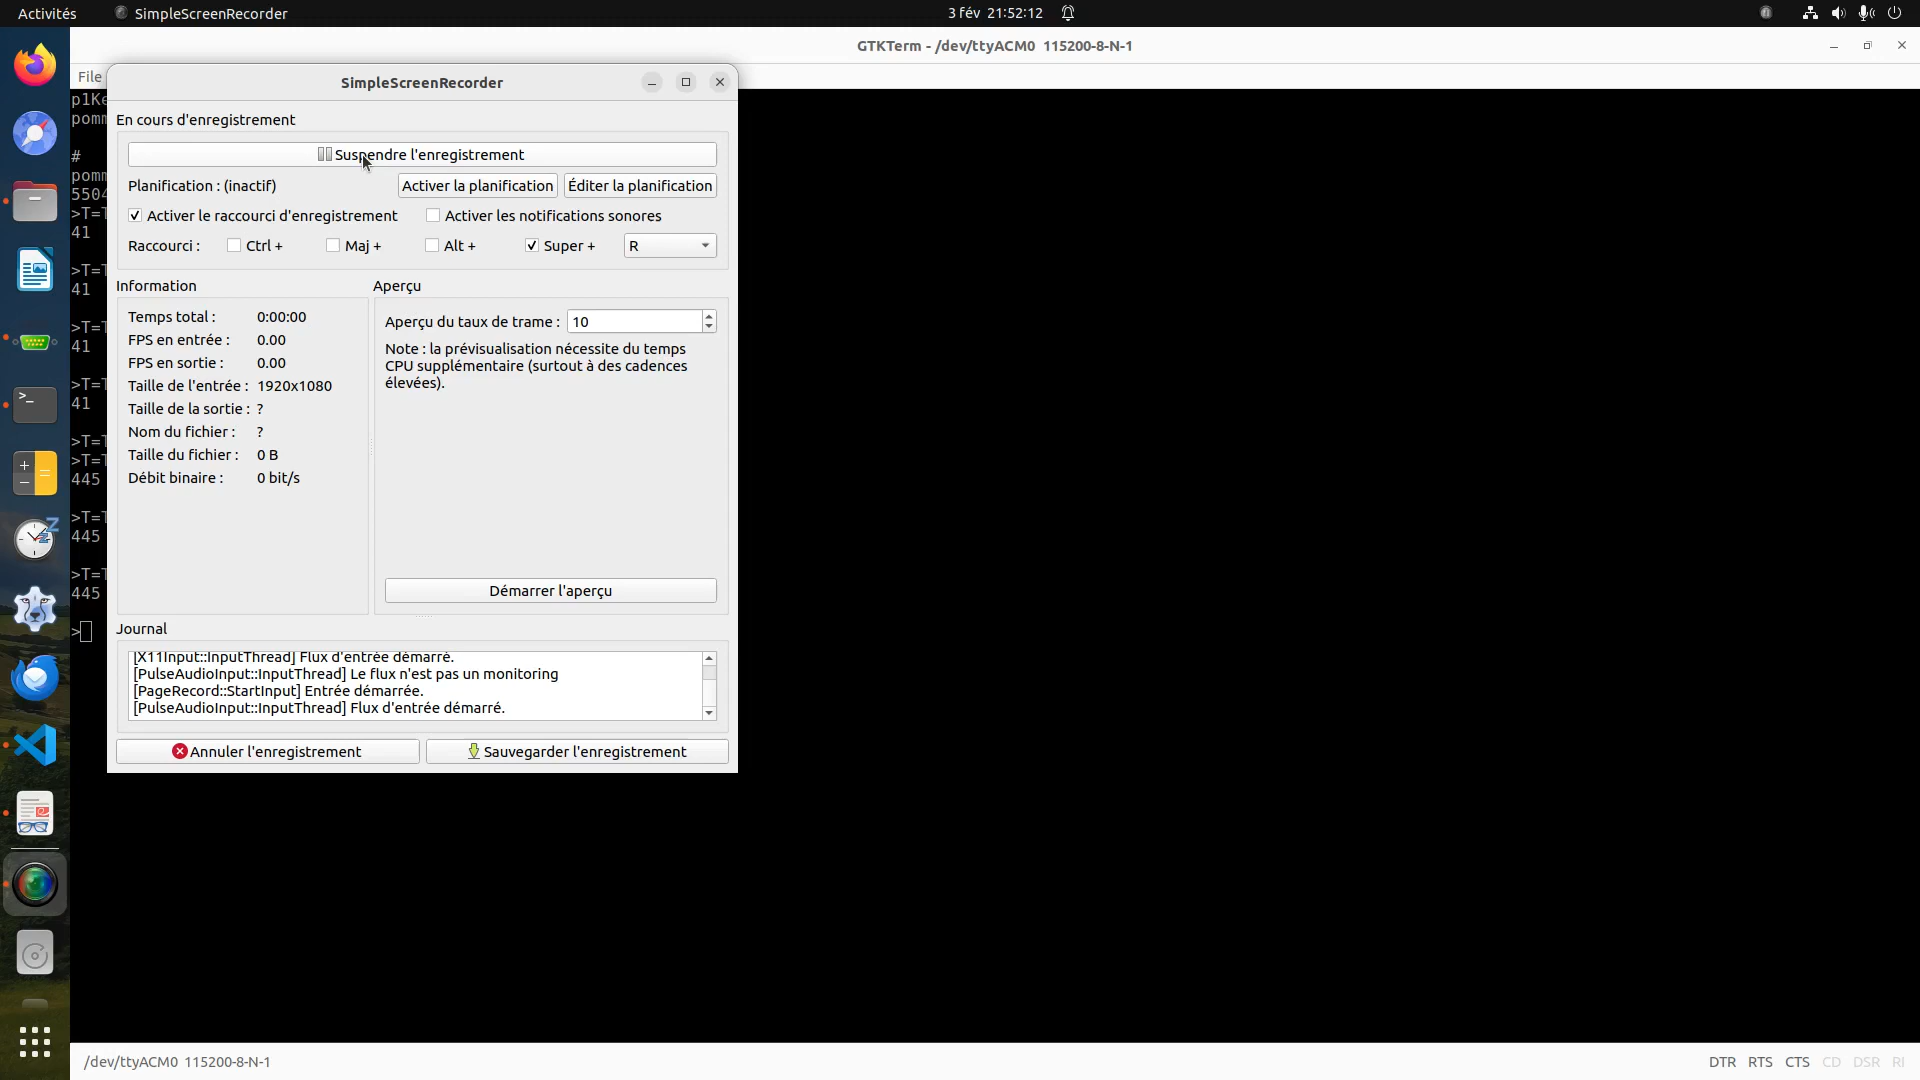 Activités
SimpleScreenRecorder
3 fév 21:52:12
GTKTerm - /dev/ttyACM0 115200-8-N-1
File
p1Ke
pomm
#
pomm
5504
>T=T
41
>T=T
41
>T=T
41
>T=T
41
>T=T
>T=T
445
>T=T
445
>T=T
445
>
SimpleScreenRecorder
En cours d'enregistrement
Suspendre l'enregistrement
Planification : (inactif)
Activer la planification
Éditer la planification
Activer le raccourci d'enregistrement
Activer les notifications sonores
Raccourci :
Ctrl +
Maj +
Alt +
Super +
R
Information
Temps total : 0:00:00
FPS en entrée : 0.00
FPS en sortie : 0.00
Taille de l'entrée : 1920x1080
Taille de la sortie : ?
Nom du fichier : ?
Taille du fichier : 0 B
Débit binaire : 0 bit/s
Aperçu
Aperçu du taux de trame : 10
Note : la prévisualisation nécessite du temps
CPU supplémentaire (surtout à des cadences
élevées).
Démarrer l'aperçu
Journal
[X11Input::InputThread] Flux d'entrée démarré.
[PulseAudioInput::InputThread] Le flux n'est pas un monitoring
[PageRecord::StartInput] Entrée démarrée.
[PulseAudioInput::InputThread] Flux d'entrée démarré.
Annuler l'enregistrement
Sauvegarder l'enregistrement
/dev/ttyACM0 115200-8-N-1
DTR RTS CTS CD DSR RI